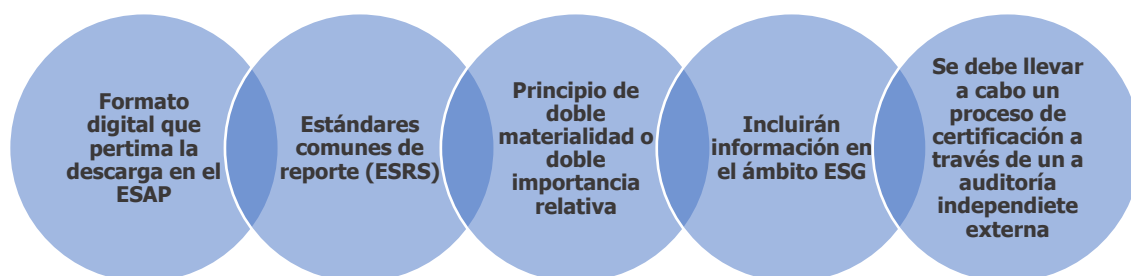 Formato
digital que
pertima la
descarga en el
ESAP
Estándares
comunes de
reporte (ESRS)
Principio de
doble
materialidad o
doble
importancia
relativa
Incluirán
información en
el ámbito ESG
Se debe llevar
a cabo un
proceso de
certificación a
través de un a
auditoría
independiete
externa